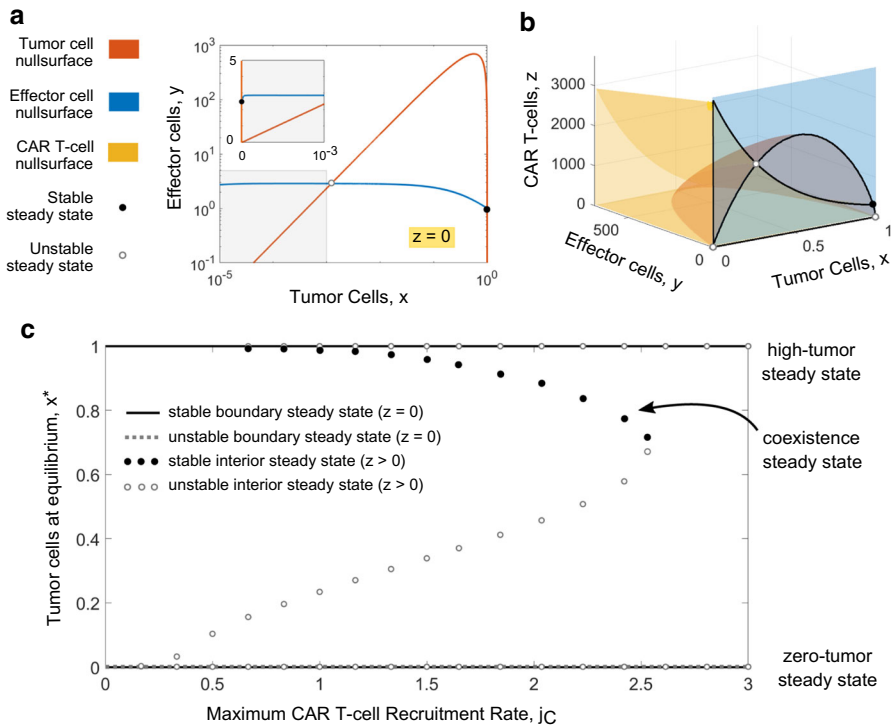 a
Tumor cell
nullsurface
Effector cell
nullsurface
CAR T-cell
nullsurface
Stable
steady state
Unstable
steady state
Effector cells, y
10^3
10^2
10^1
10^0
10^-1
5
0
0
10^-3
z = 0
10^-5
10^0
Tumor Cells, x
b
CAR T-cells, z
3000
2000
1000
0
500
0
Effector cells, y
0
0.5
1
Tumor Cells, x
c
Tumor cells at equilibrium, x*
1
0.8
0.6
0.4
0.2
0
stable boundary steady state (z = 0)
unstable boundary steady state (z = 0)
stable interior steady state (z > 0)
unstable interior steady state (z > 0)
high-tumor
steady state
coexistence
steady state
zero-tumor
steady state
0
0.5
1
1.5
2
2.5
3
Maximum CAR T-cell Recruitment Rate, jC